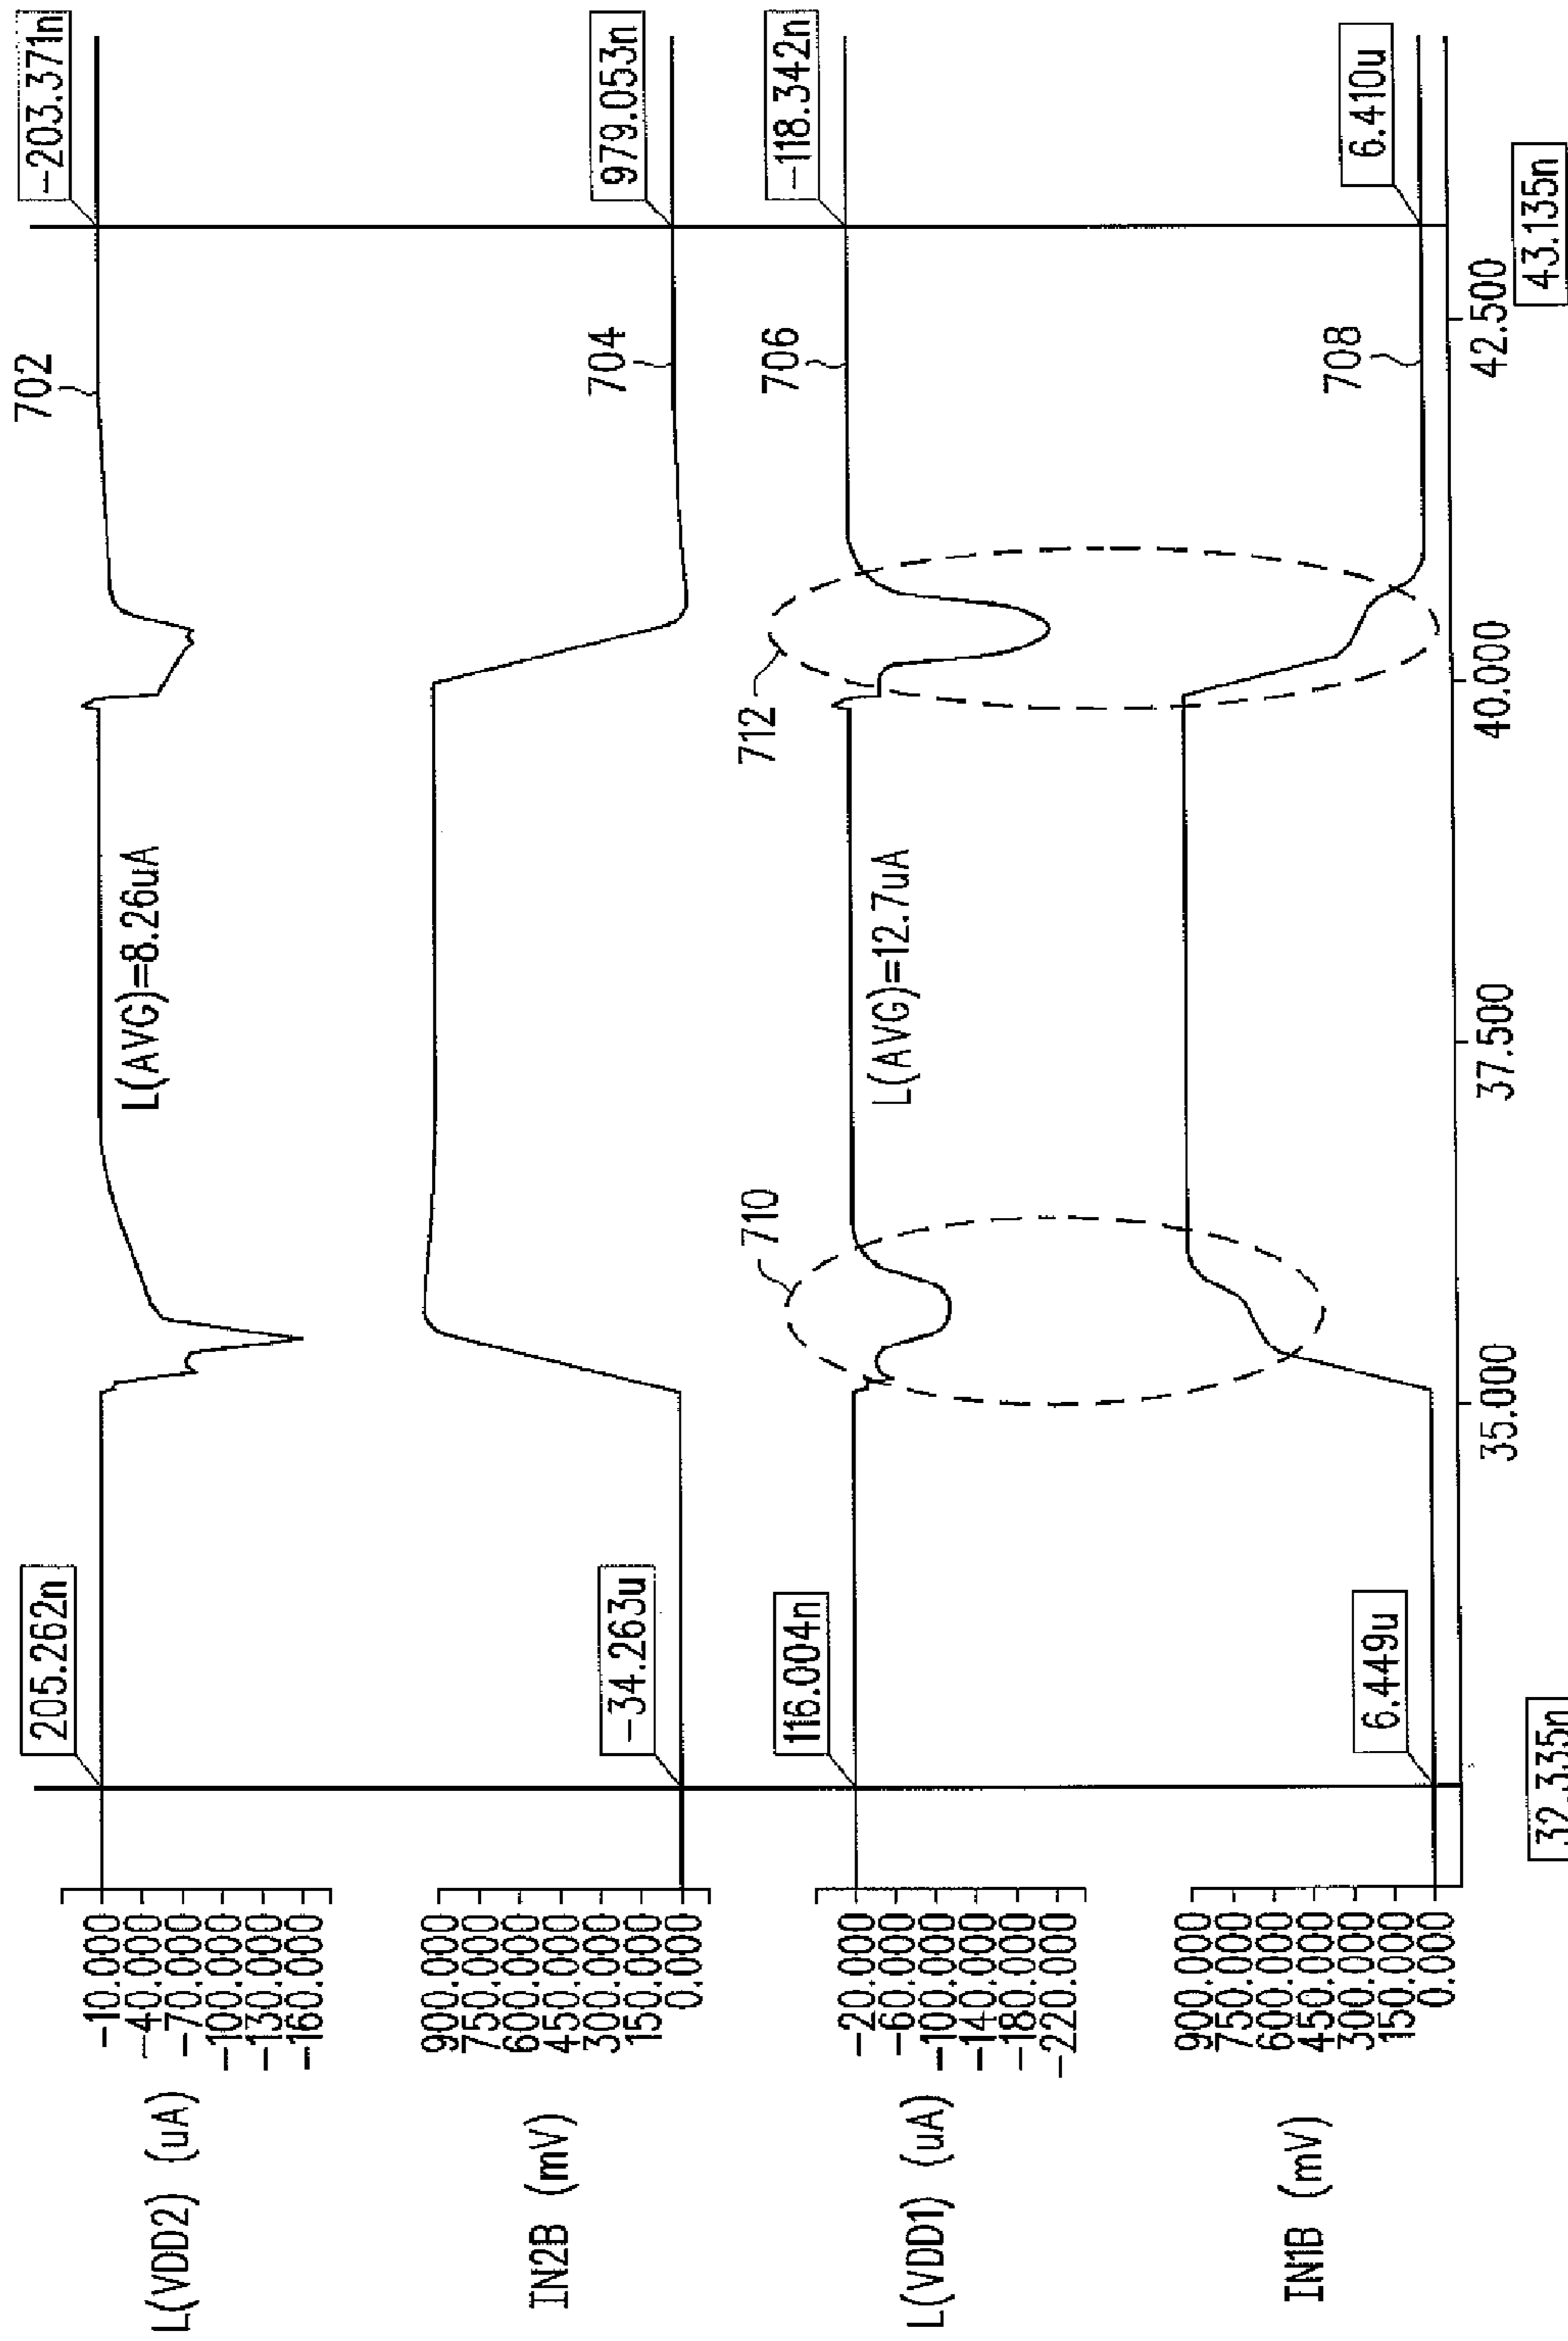 L(VDD2) (uA)
-10.000
-40.000
-70.000
-100.000
-130.000
-160.000
205.262n
L(AVG)=8.26uA
702
-203.371n
IN2B (mV)
900.000
750.000
600.000
450.000
300.000
150.000
0.000
-34.263u
704
979.053n
L(VDD1) (uA)
-20.000
-60.000
-100.000
-140.000
-180.000
-220.000
116.004n
710
L(AVG)=12.7uA
712
706
-118.342n
IN1B (mV)
900.000
750.000
600.000
450.000
300.000
150.000
0.000
6.449u
708
6.410u
35.000
37.500
40.000
42.500
32.335n
43.135n